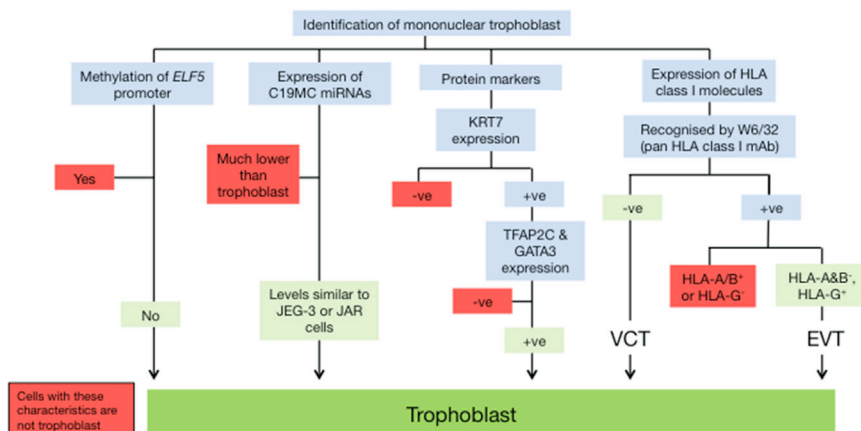 Identification of mononuclear trophoblast
Methylation of ELF5
promoter
Yes
No
Expression of
C19MC miRNAs
Much lower
than
trophoblast
Levels similar to
JEG-3 or JAR
cells
Protein markers
KRT7
expression
-ve
+ve
TFAP2C &
GATA3
expression
-ve
+ve
Expression of HLA
class I molecules
Recognised by W6/32
(pan HLA class I mAb)
-ve
+ve
HLA-A/B⁺
or HLA-G⁻
HLA-A&B⁻,
HLA-G⁺
VCT
EVT
Cells with these
characteristics are
not trophoblast
Trophoblast